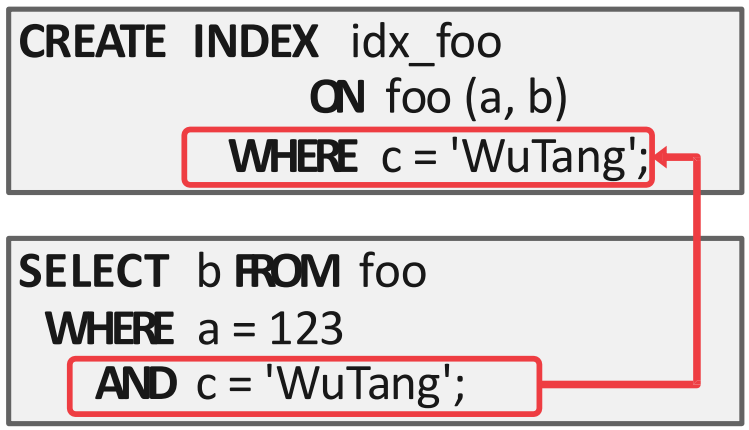 CREATE INDEX idx_foo
ON foo (a, b)
WHERE c = 'WuTang';
SELECT b FROM foo
WHERE a = 123
AND c = 'WuTang';